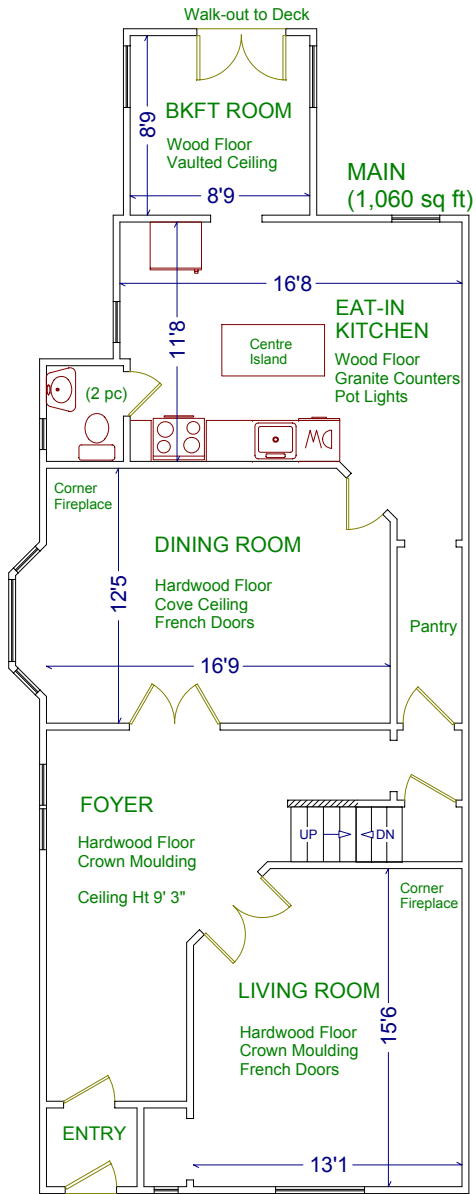 Walk-out to Deck
BKFT ROOM
8'9
Wood Floor
Vaulted Ceiling
8'9
MAIN
(1,060 sq ft)
16'8
11'8
EAT-IN
KITCHEN
Centre
Island
Wood Floor
Granite Counters
Pot Lights
(2 pc)
DW
Corner
Fireplace
DINING ROOM
12'5
Hardwood Floor
Cove Ceiling
French Doors
Pantry
16'9
FOYER
Hardwood Floor
Crown Moulding
Ceiling Ht 9' 3"
UP
DN
Corner
Fireplace
LIVING ROOM
15'6
Hardwood Floor
Crown Moulding
French Doors
ENTRY
13'1